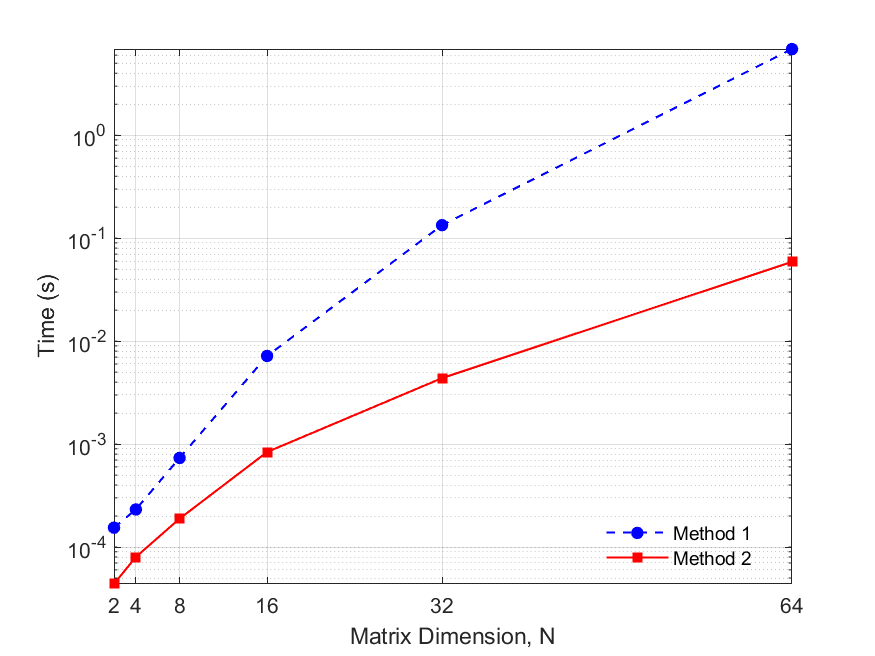 10^0
10^-1
10^-2
10^-3
10^-4
Time (s)
2 4 8 16 32 64
Matrix Dimension, N
Method 1
Method 2